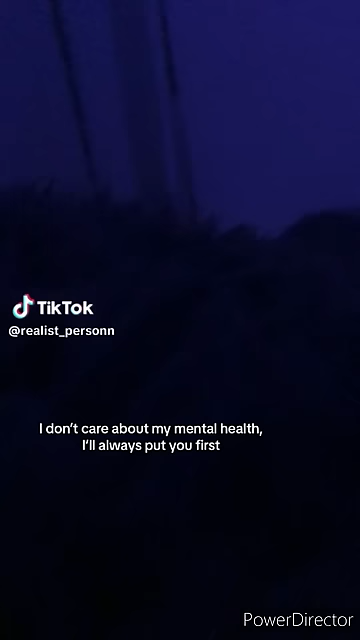 TikTok
@realist_personn
I don't care about my mental health,
I'll always put you first
PowerDirector